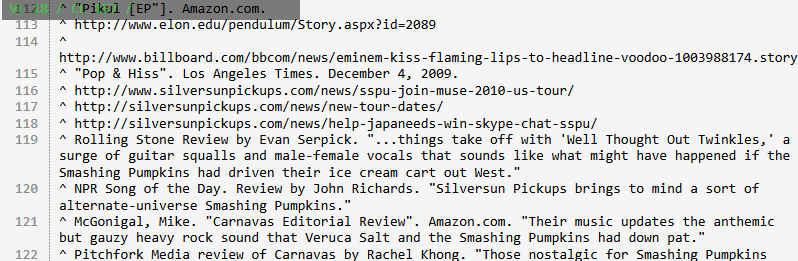 112 ^ "Pikul [EP"]. Amazon.com.
113 ^ http://www.elon.edu/pendulum/Story.aspx?id=2089
114 ^
http://www.billboard.com/bbcom/news/eminem-kiss-flaming-lips-to-headline-voodoo-1003988174.story
115 ^ "Pop & Hiss". Los Angeles Times. December 4, 2009.
116 ^ http://www.silversunpickups.com/news/sspu-join-muse-2010-us-tour/
117 ^ http://silversunpickups.com/news/new-tour-dates/
118 ^ http://silversunpickups.com/news/help-japaneeds-win-skype-chat-sspu/
119 ^ Rolling Stone Review by Evan Serpick. "...things take off with 'Well Thought Out Twinkles,' a
surge of guitar squalls and male-female vocals that sounds like what might have happened if the
Smashing Pumpkins had driven their ice cream cart out West."
120 ^ NPR Song of the Day. Review by John Richards. "Silversun Pickups brings to mind a sort of
alternate-universe Smashing Pumpkins."
121 ^ McGonigal, Mike. "Carnavas Editorial Review". Amazon.com. "Their music updates the anthemic
but gauzy heavy rock sound that Veruca Salt and the Smashing Pumpkins had down pat."
122 ^ Pitchfork Media review of Carnavas by Rachel Khong. "Those nostalgic for Smashing Pumpkins